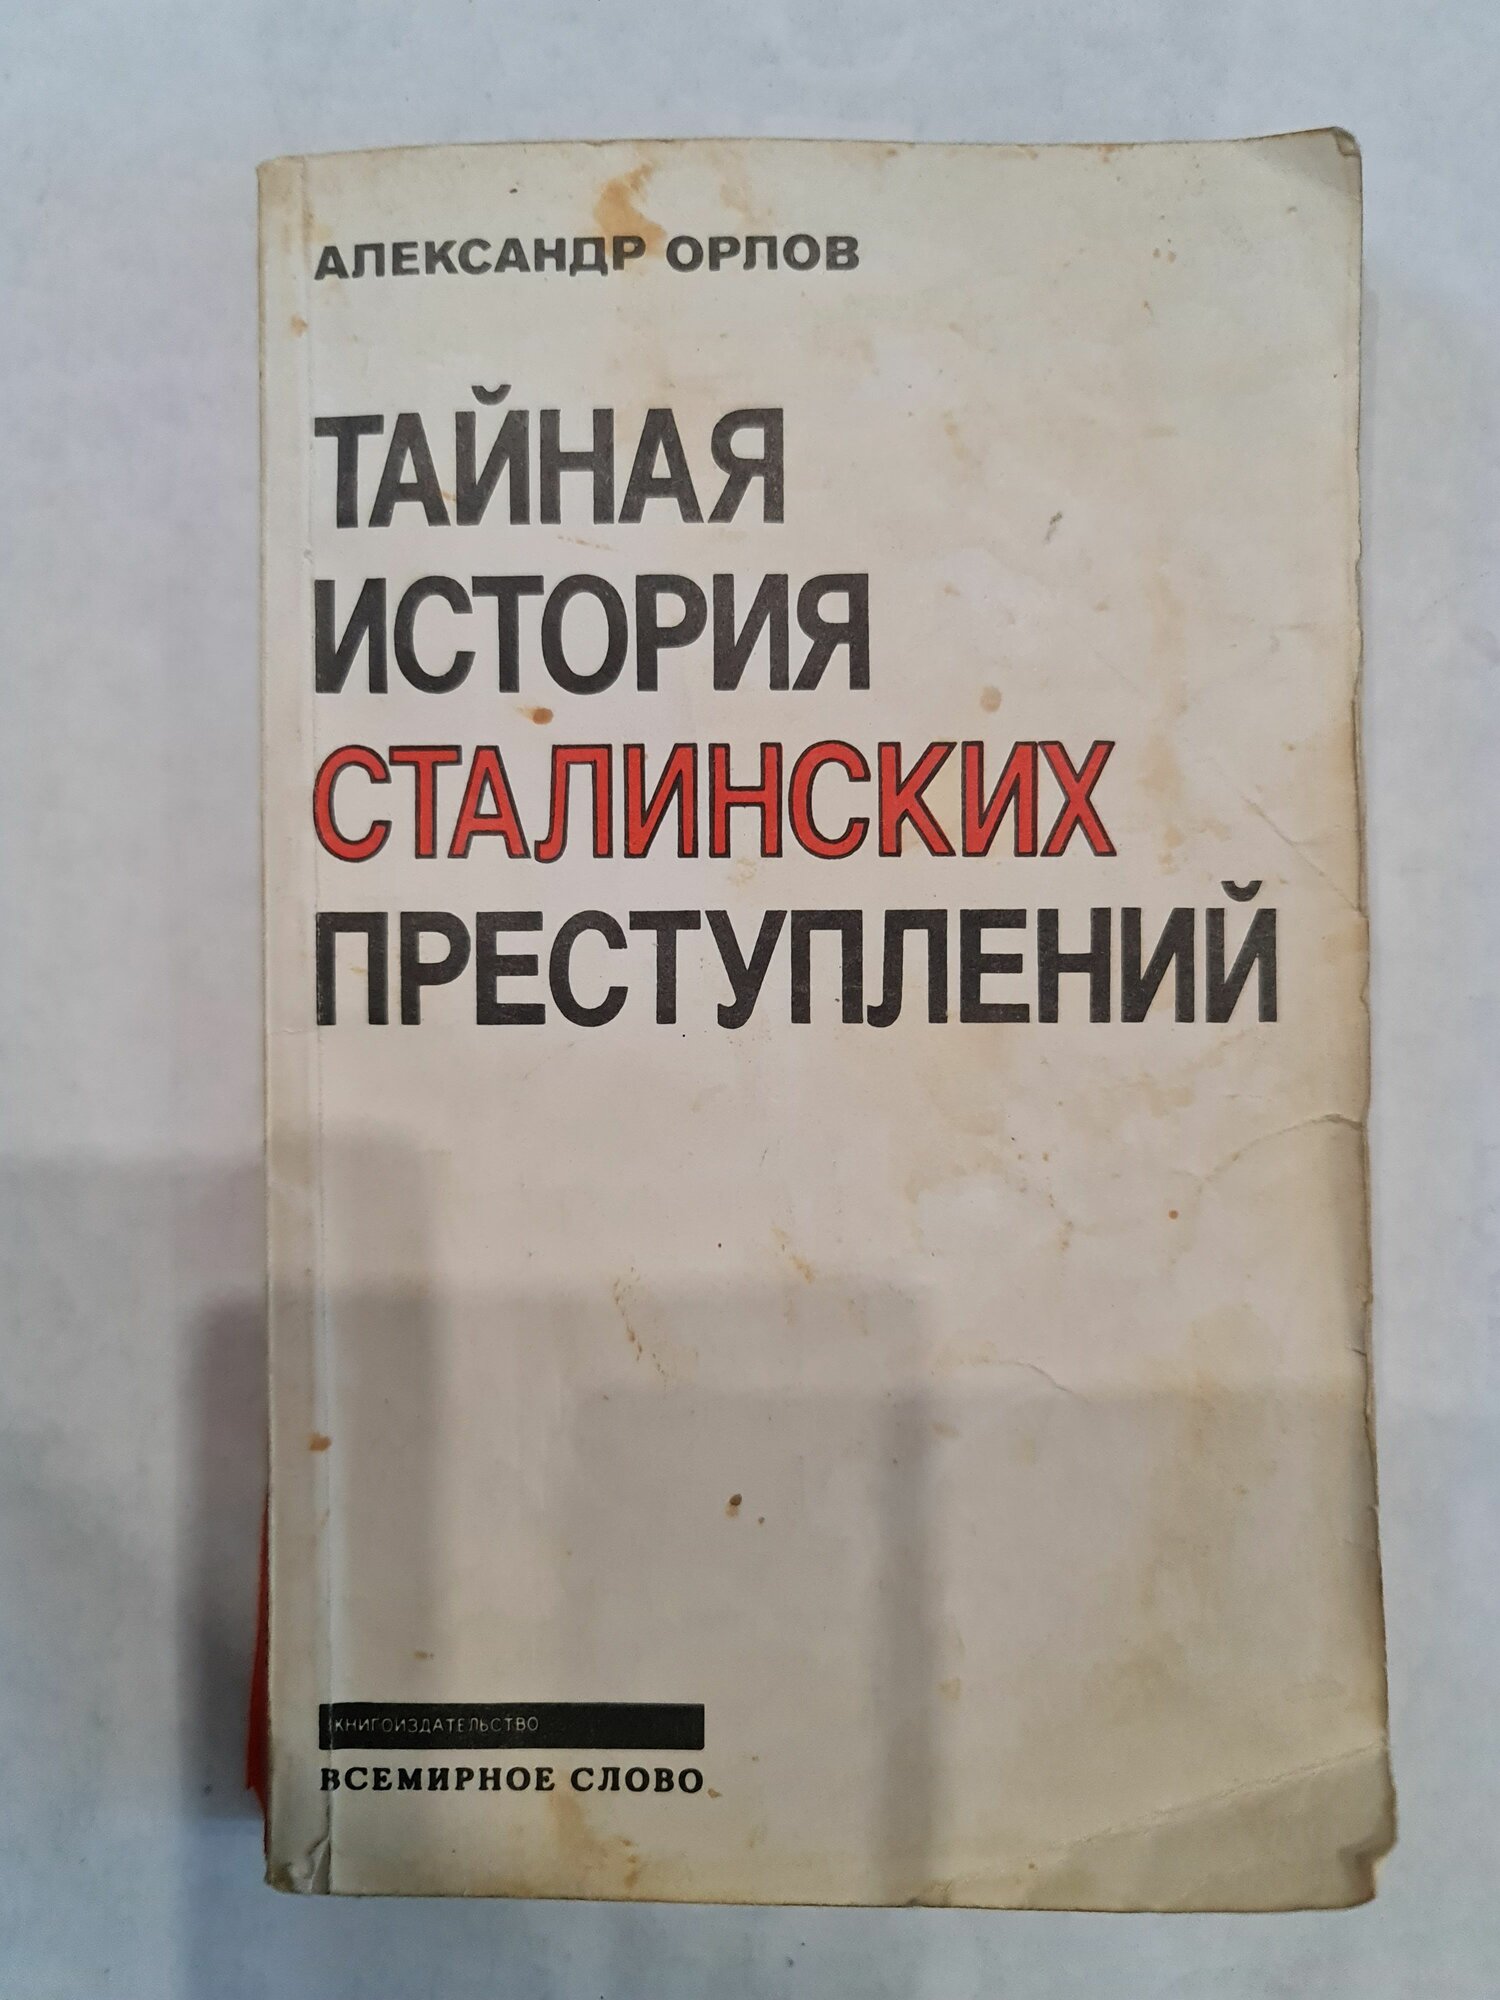 АЛЕКСАНДР ОРЛОВ
ТАЙНАЯ
ИСТОРИЯ
СТАЛИНСКИХ
ПРЕСТУПЛЕНИЙ
КНИГОИЗДАТЕЛЬСТВО
ВСЕМИРНОЕ СЛОВО